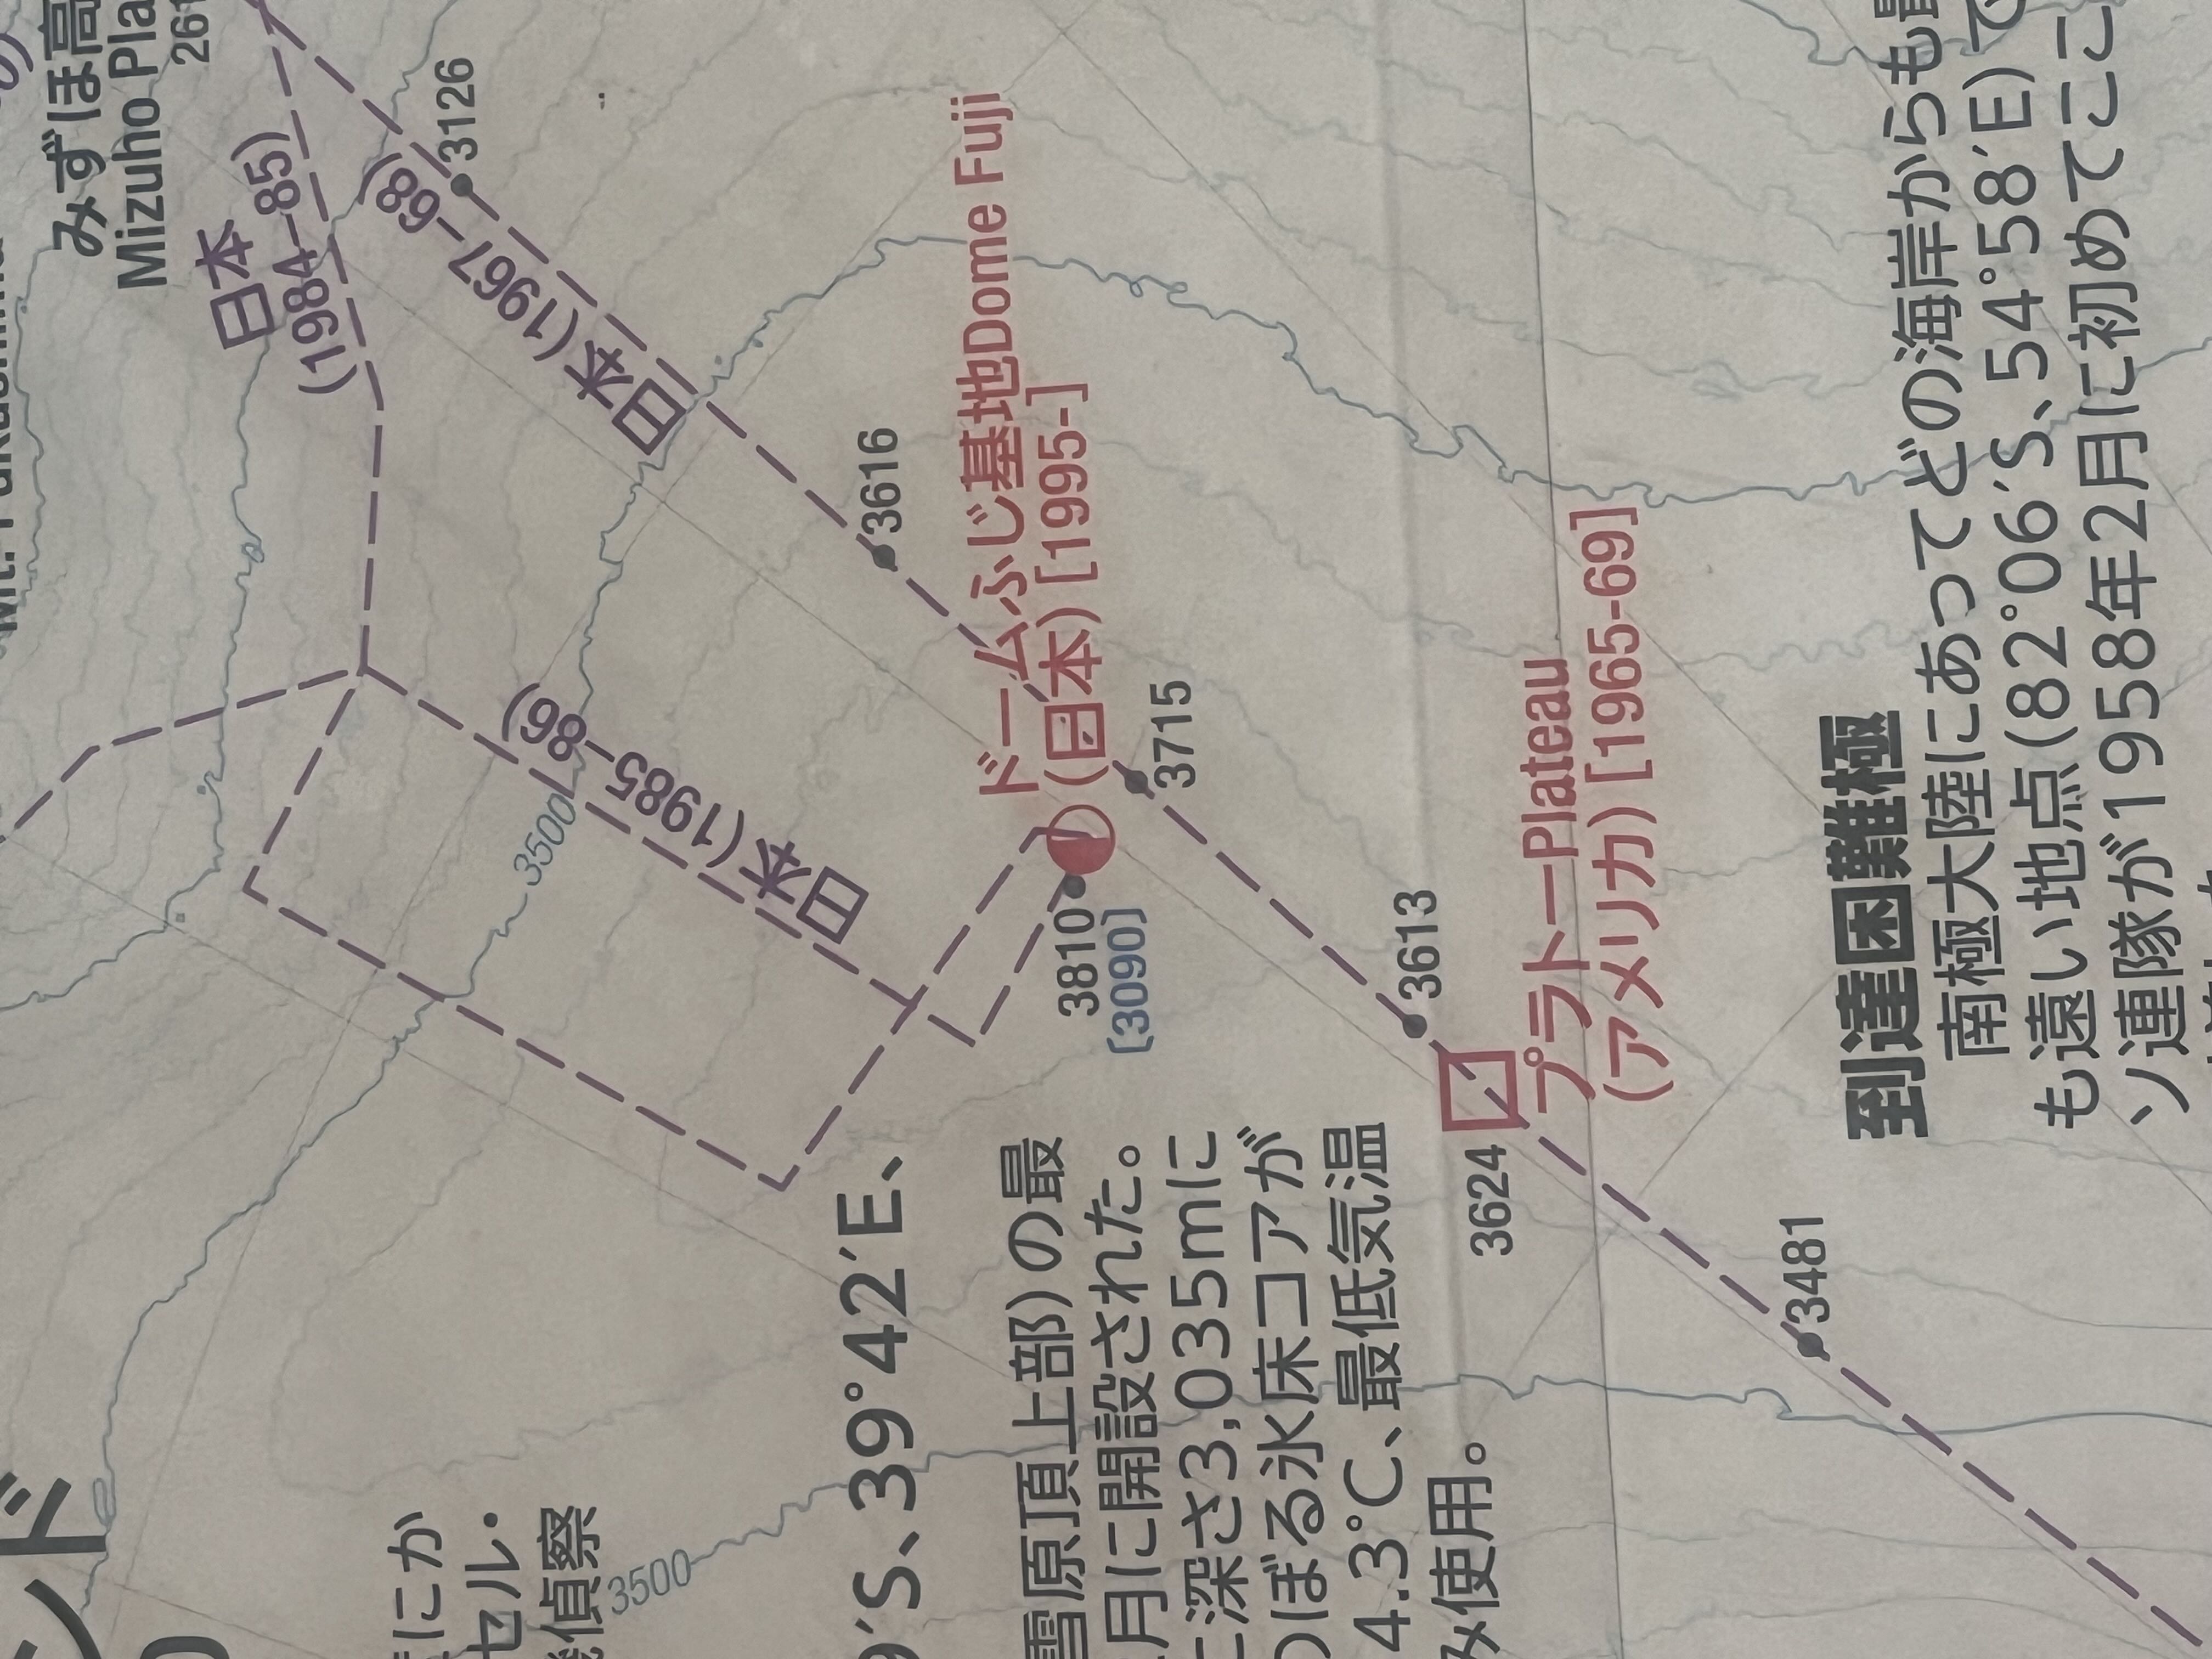 みずほ高
Mizuho Pla
261
日本
(1984–85)
3126
日本(1967–68)
3616
ドームふじ基地Dome Fuji
(日本) [1995-]
日本(1985–86)
3500
3715
3810
[3090]
3613
プラトーPlateau
(アメリカ) [1965-69]
3624
3481
到達困難極
南極大陸にあってどの海岸からも最
も遠い地点(82°06′S、54°58′E)で
ソ連隊が1958年2月に初めてここ
′S、39°42′E、
雪原頂上部)の最
月に開設された。
に深さ3,035mに
のぼる氷床コアが
4.3℃、最低気温
み使用。
にか
セル・
偵察
3500
ド